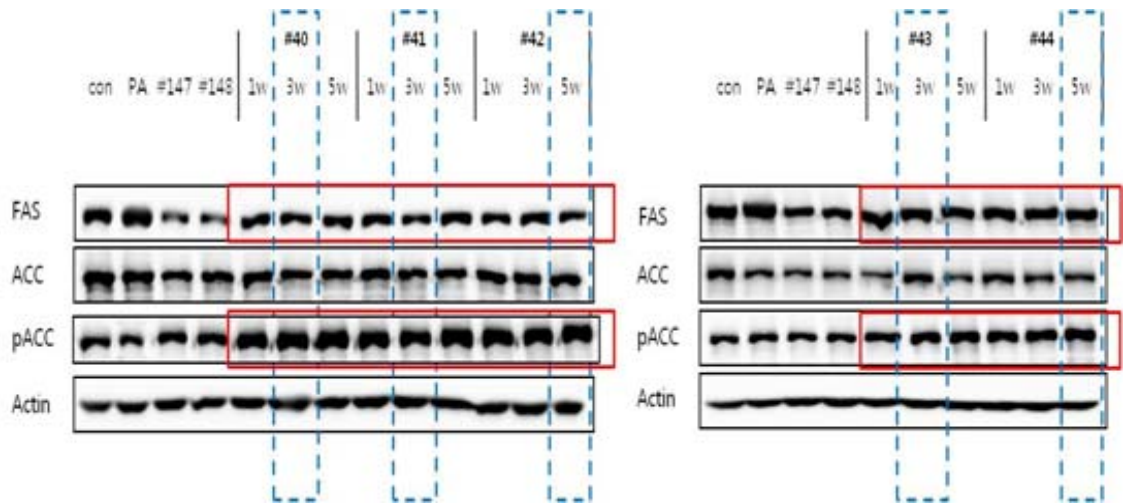 #40 #41 #42
con PA #147 #148 1w 3w 5w 1w 3w 5w 1w 3w 5w
FAS
ACC
pACC
Actin
#43 #44
con PA #147 #148 1w 3w 5w 1w 3w 5w
FAS
ACC
pACC
Actin